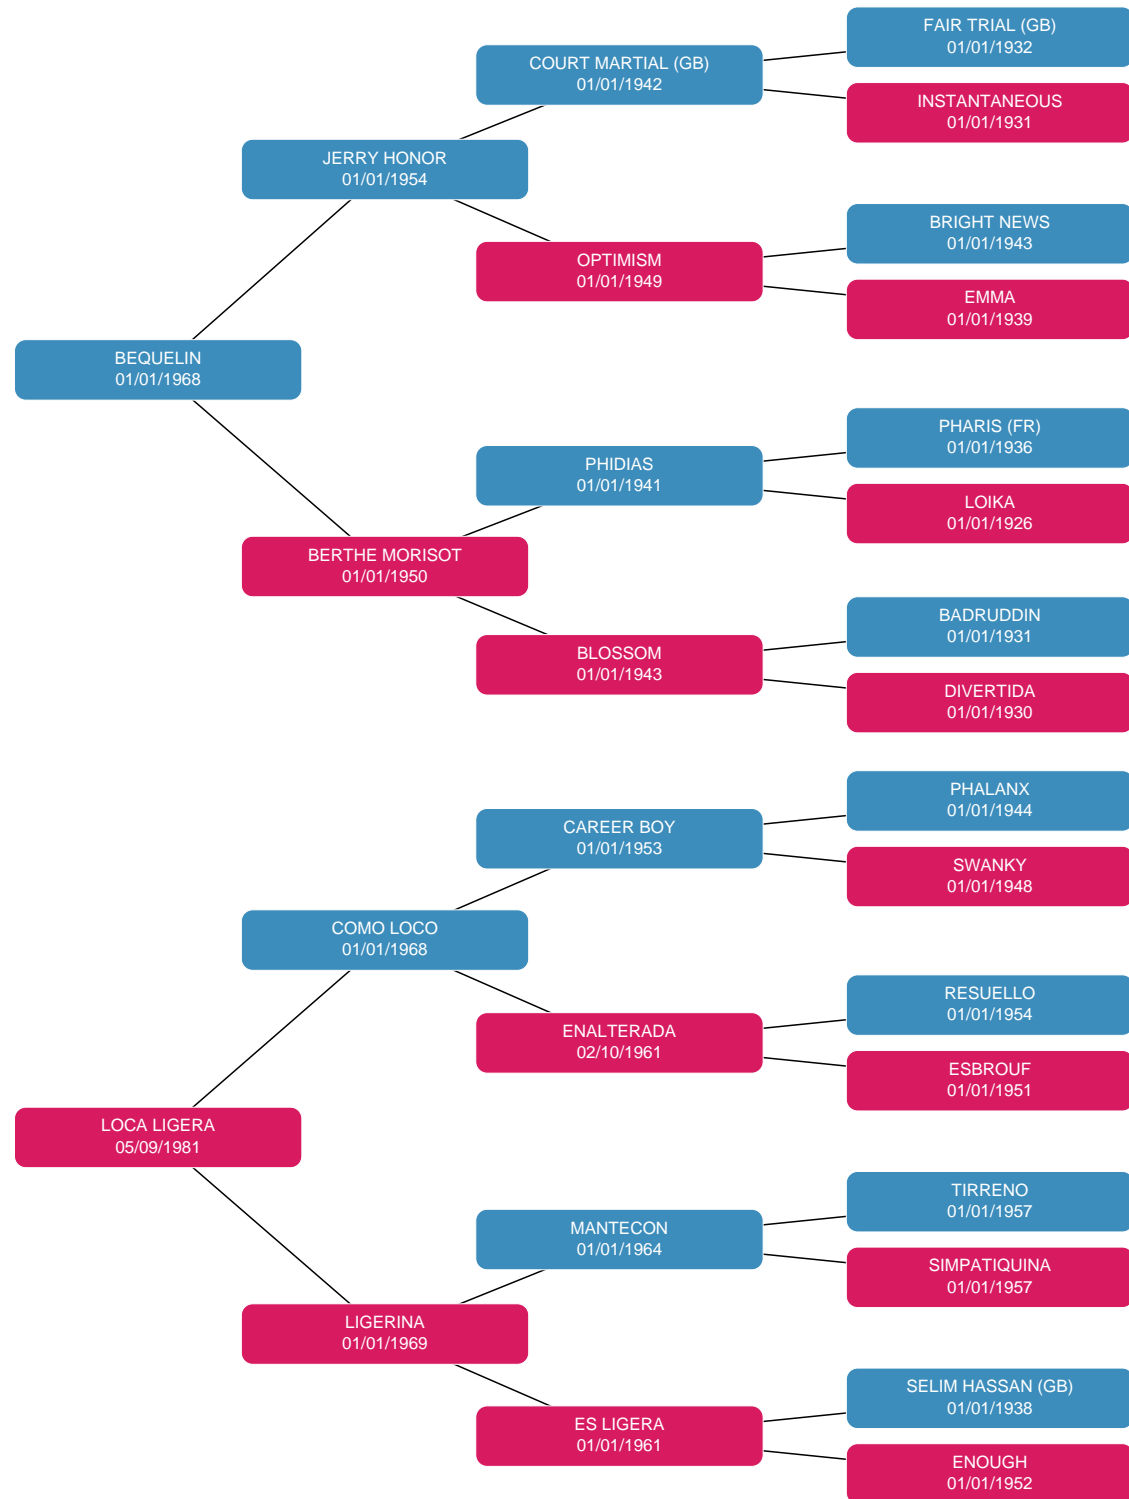 FAIR TRIAL (GB)
01/01/1932
COURT MARTIAL (GB)
01/01/1942
INSTANTANEOUS
01/01/1931
JERRY HONOR
01/01/1954
BRIGHT NEWS
01/01/1943
OPTIMISM
01/01/1949
EMMA
01/01/1939
BEQUELIN
01/01/1968
PHARIS (FR)
01/01/1936
PHIDIAS
01/01/1941
LOIKA
01/01/1926
BERTHE MORISOT
01/01/1950
BADRUDDIN
01/01/1931
BLOSSOM
01/01/1943
DIVERTIDA
01/01/1930
PHALANX
01/01/1944
CAREER BOY
01/01/1953
SWANKY
01/01/1948
COMO LOCO
01/01/1968
RESUELLO
01/01/1954
ENALTERADA
02/10/1961
ESBROUF
01/01/1951
LOCA LIGERA
05/09/1981
TIRRENO
01/01/1957
MANTECON
01/01/1964
SIMPATIQUINA
01/01/1957
LIGERINA
01/01/1969
SELIM HASSAN (GB)
01/01/1938
ES LIGERA
01/01/1961
ENOUGH
01/01/1952